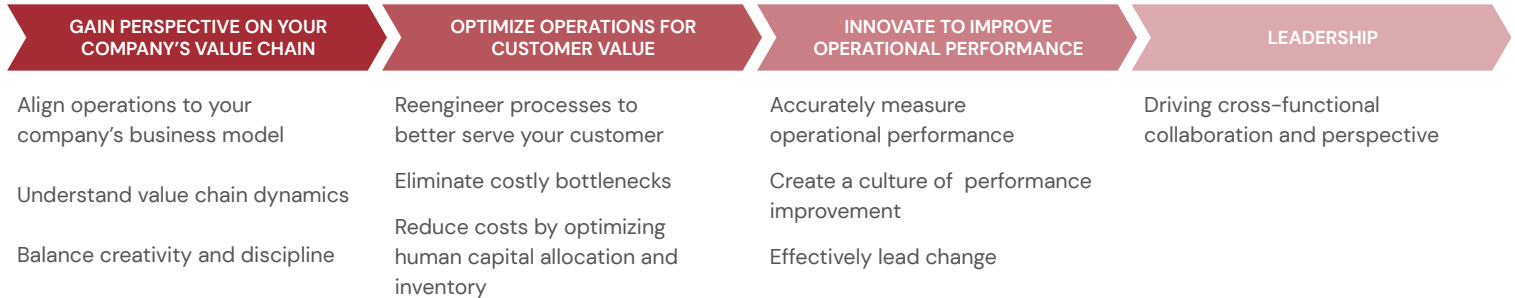 GAIN PERSPECTIVE ON YOUR
COMPANY'S VALUE CHAIN
Align operations to your
company's business model
Understand value chain dynamics
Balance creativity and discipline
OPTIMIZE OPERATIONS FOR
CUSTOMER VALUE
Reengineer processes to
better serve your customer
Eliminate costly bottlenecks
Reduce costs by optimizing
human capital allocation and
inventory
INNOVATE TO IMPROVE
OPERATIONAL PERFORMANCE
Accurately measure
operational performance
Create a culture of  performance
improvement
Effectively lead change
LEADERSHIP
Driving cross-functional
collaboration and perspective